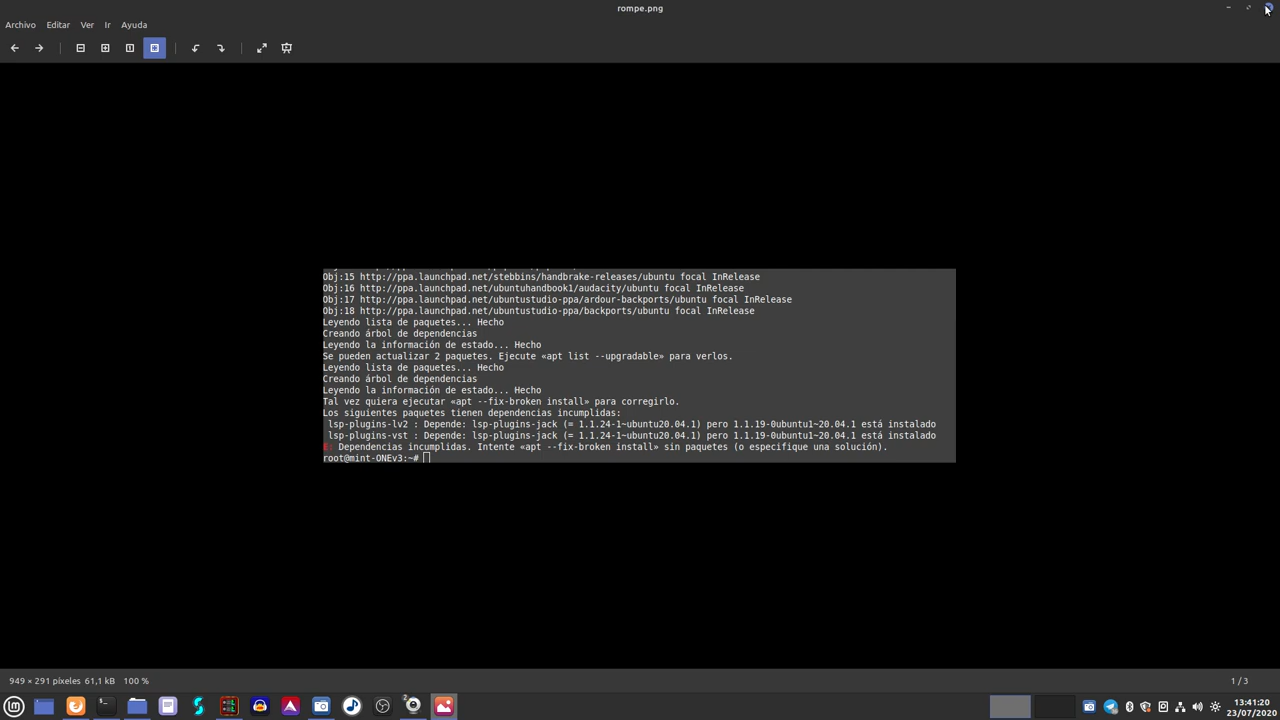 rompe.png
Archivo Editar Ver Ir Ayuda
Obj:15 http://ppa.launchpad.net/stebbins/handbrake-releases/ubuntu focal InRelease
Obj:16 http://ppa.launchpad.net/ubuntuhandbook1/audacity/ubuntu focal InRelease
Obj:17 http://ppa.launchpad.net/ubuntustudio-ppa/ardour-backports/ubuntu focal InRelease
Obj:18 http://ppa.launchpad.net/ubuntustudio-ppa/backports/ubuntu focal InRelease
Leyendo lista de paquetes... Hecho
Creando árbol de dependencias
Leyendo la información de estado... Hecho
Se pueden actualizar 2 paquetes. Ejecute «apt list --upgradable» para verlos.
Leyendo lista de paquetes... Hecho
Creando árbol de dependencias
Leyendo la información de estado... Hecho
Tal vez quiera ejecutar «apt --fix-broken install» para corregirlo.
Los siguientes paquetes tienen dependencias incumplidas:
lsp-plugins-lv2 : Depende: lsp-plugins-jack (= 1.1.24-1~ubuntu20.04.1) pero 1.1.19-0ubuntu1~20.04.1 está instalado
lsp-plugins-vst : Depende: lsp-plugins-jack (= 1.1.24-1~ubuntu20.04.1) pero 1.1.19-0ubuntu1~20.04.1 está instalado
E: Dependencias incumplidas. Intente «apt --fix-broken install» sin paquetes (o especifique una solución).
root@mint-ONEv3:~#
949 × 291 píxeles 61,1 kB 100 %
1 / 3
2
13:41:20
23/07/2020